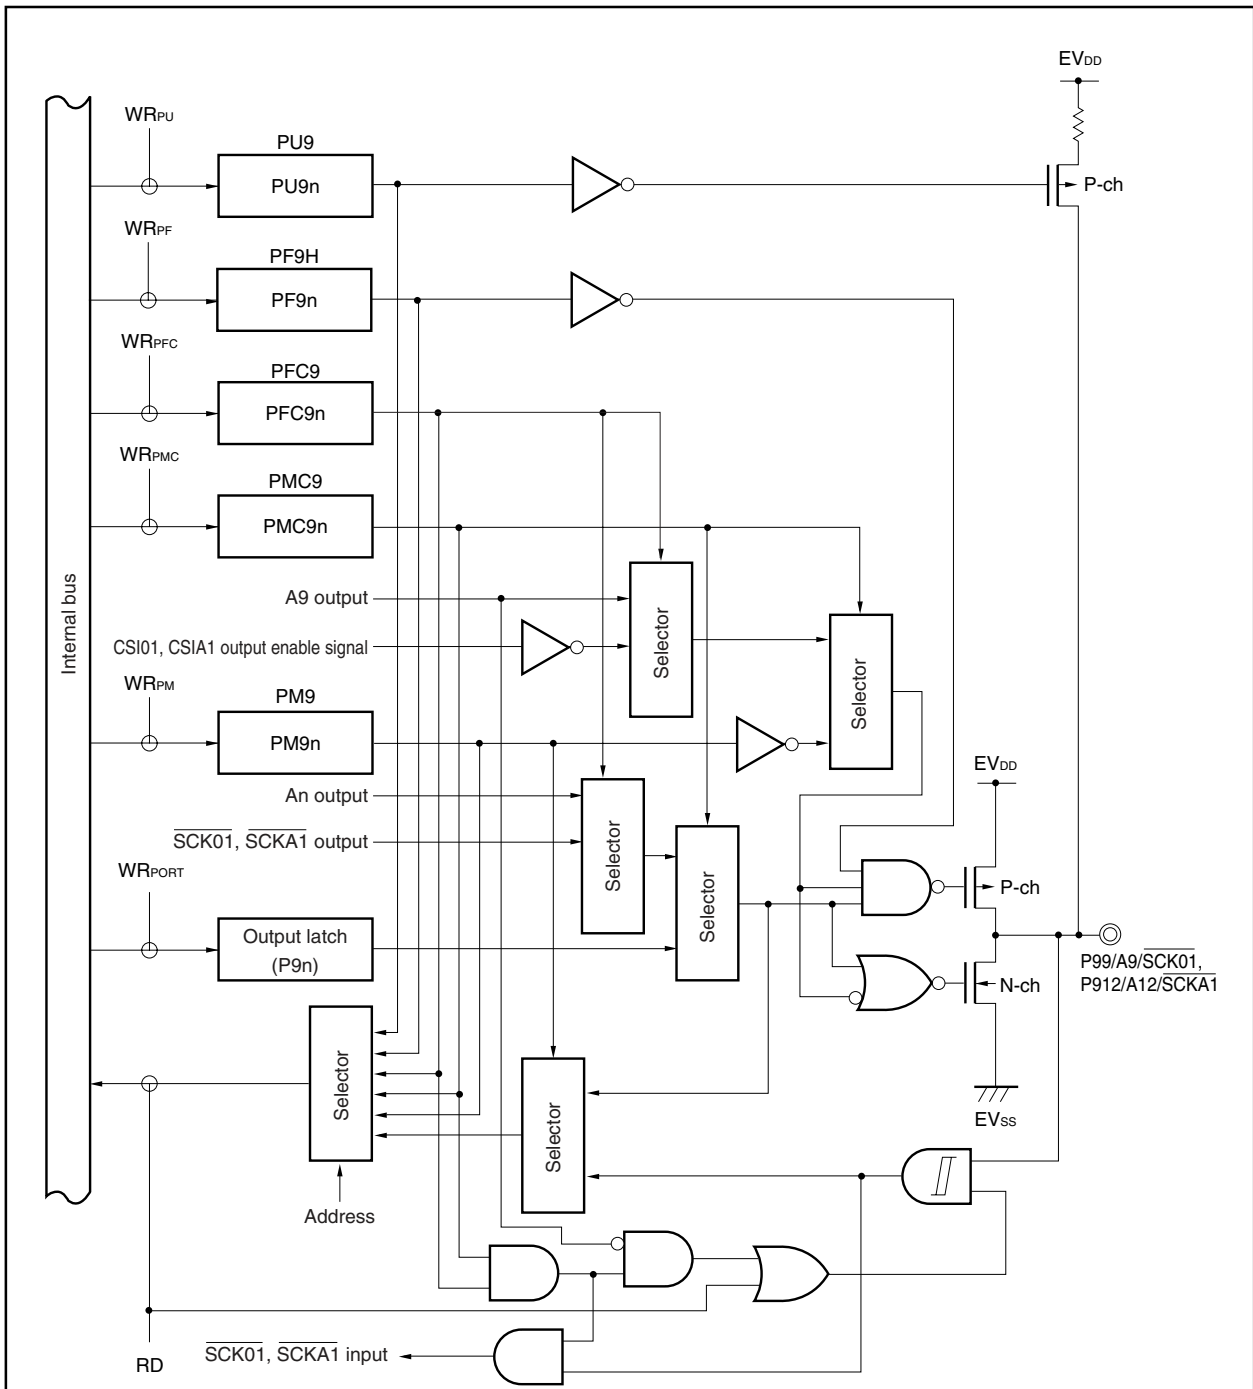 EVDD
WRPU
PU9
PU9n
P-ch
WRPF
PF9H
PF9n
WRPFC
PFC9
PFC9n
WRPMC
PMC9
PMC9n
Internal bus
A9 output
Selector
CSI01, CSIA1 output enable signal
Selector
WRPM
PM9
PM9n
EVDD
An output
Selector
SCK01, SCKA1 output
Selector
WRPORT
P-ch
Output latch
(P9n)
P99/A9/SCK01,
P912/A12/SCKA1
N-ch
Selector
Selector
EVSS
Address
SCK01, SCKA1 input
RD